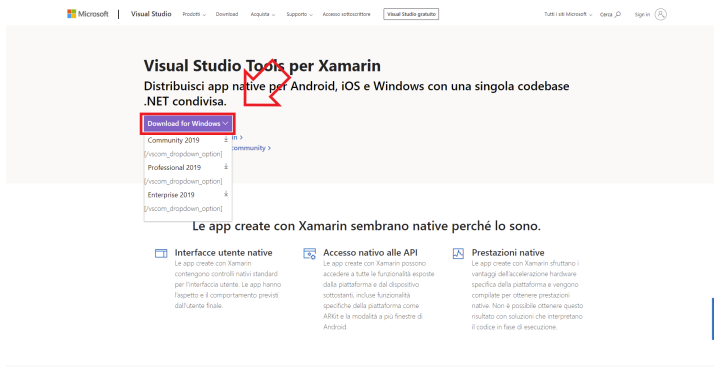 Microsoft
Visual Studio
Prodotti
Download
Acquista
Supporto
Accesso sottoscrittore
Visual Studio gratuito
Tutti i siti Microsoft
Cerca
Sign in
Visual Studio Tools per Xamarin
Distribuisci app native per Android, iOS e Windows con una singola codebase
.NET condivisa.
Download for Windows
in >
Community 2019
ommunity >
[/vscom_dropdown_option]
Professional 2019
[/vscom_dropdown_option]
Enterprise 2019
[/vscom_dropdown_option]
Le app create con Xamarin sembrano native perché lo sono.
Interfacce utente native
Le app create con Xamarin
contengono controlli nativi standard
per l'interfaccia utente. Le app hanno
l'aspetto e il comportamento previsti
dall'utente finale.
Accesso nativo alle API
Le app create con Xamarin possono
accedere a tutte le funzionalità esposte
dalla piattaforma e dal dispositivo
sottostanti, incluse funzionalità
specifiche della piattaforma come
ARKit e la modalità a più finestre di
Android.
Prestazioni native
Le app create con Xamarin sfruttano i
vantaggi dell'accelerazione hardware
specifica della piattaforma e vengono
compilate per ottenere prestazioni
native. Non è possibile ottenere questo
risultato con soluzioni che interpretano
il codice in fase di esecuzione.